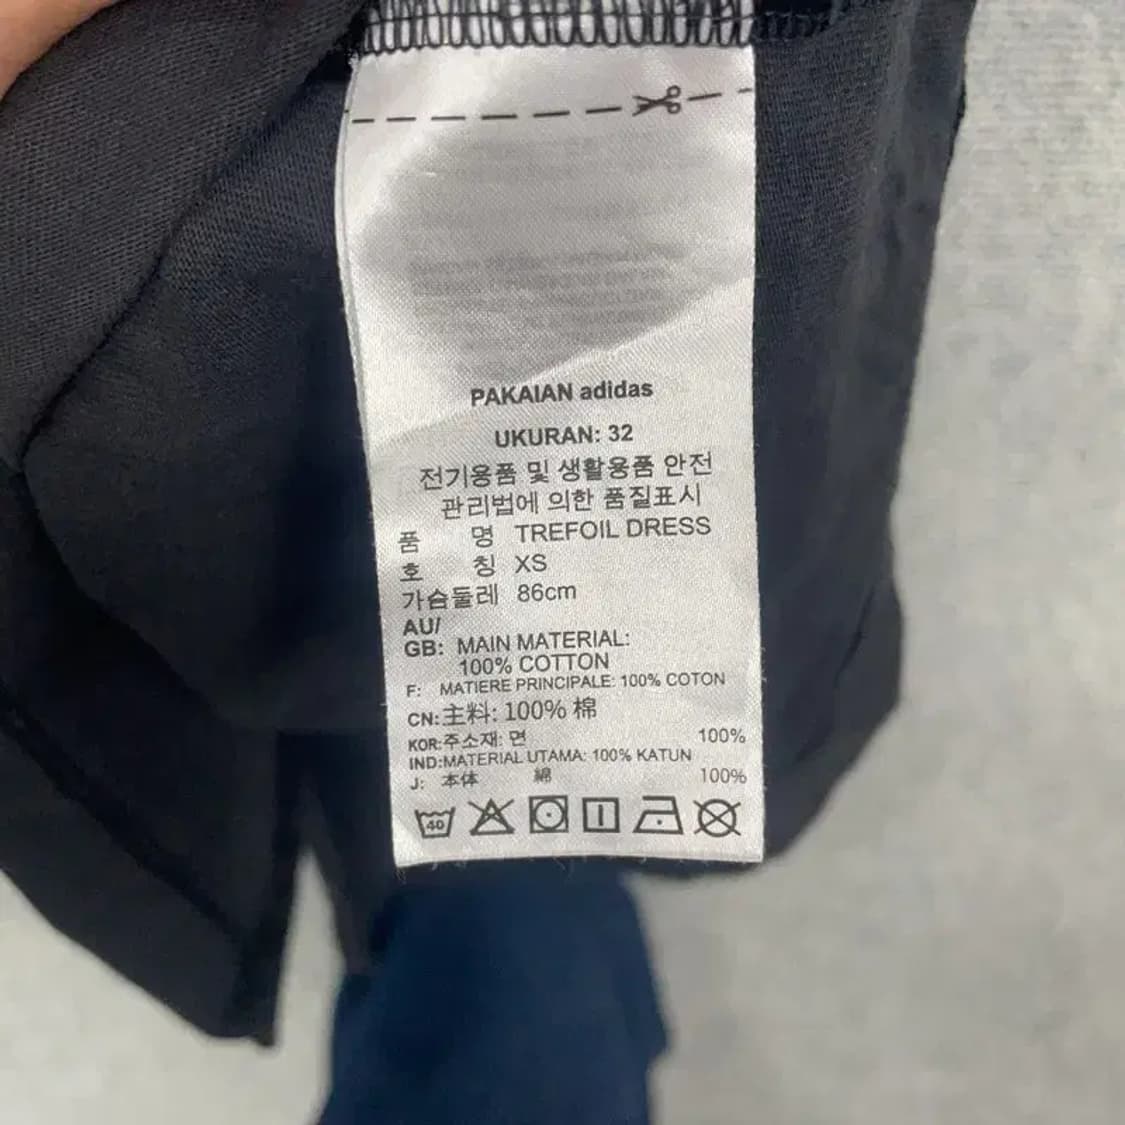 PAKAIAN adidas
UKURAN: 32
전기용품 및 생활용품 안전
관리법에 의한 품질표시
품 명 TREFOIL DRESS
호 칭 XS
가슴둘레 86cm
AU/
GB: MAIN MATERIAL:
100% COTTON
F: MATIERE PRINCIPALE: 100% COTON
CN:主料: 100% 棉
KOR:주소재: 면 100%
IND:MATERIAL UTAMA: 100% KATUN
J: 本体 綿 100%
40